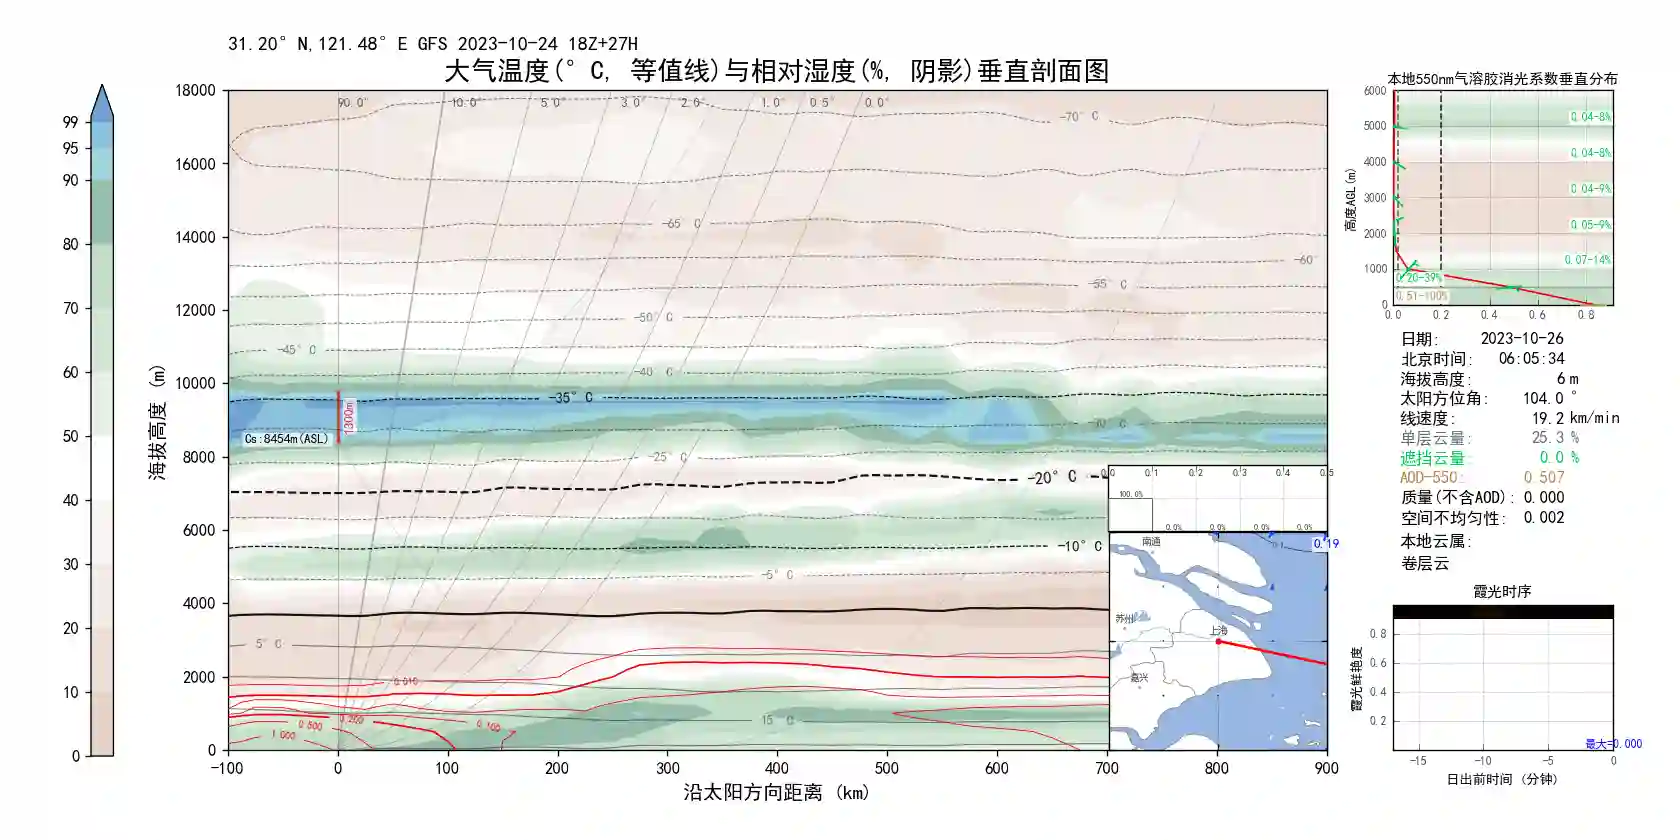 31.20° N,121.48° E GFS 2023-10-24 18Z+27H
大气温度(° C, 等值线)与相对湿度(%, 阴影)垂直剖面图
99
95
90
80
70
60
50
40
30
20
10
0
海拔高度 (m)
18000
16000
14000
12000
10000
8000
6000
4000
2000
0
90.0°
10.0°
5.0°
3.0°
2.0°
1.0°
0.5°
0.0°
-70° C
-65° C
-60°
-55° C
-50° C
-45° C
-40° C
-35° C
-30° C
1300m
Cs:8454m(ASL)
-25° C
-20° C
-10° C
-5° C
5° C
15° C
0.010
0.500
0.200
0.100
1.000
-100
0
100
200
300
400
500
600
700
800
900
沿太阳方向距离 (km)
0.0
0.1
0.2
0.3
0.4
0.5
100.0%
0.0%
0.0%
0.0%
0.0%
南通
0.1
0.19
苏州
上海
嘉兴
本地550nm气溶胶消光系数垂直分布
高度AGL(m)
6000
5000
4000
3000
2000
1000
0
0.04-8%
0.04-8%
0.04-9%
0.05-9%
0.07-14%
0.20-39%
0.51-100%
0.0
0.2
0.4
0.6
0.8
日期: 2023-10-26
北京时间: 06:05:34
海拔高度: 6 m
太阳方位角: 104.0 °
线速度: 19.2 km/min
单层云量: 25.3 %
遮挡云量: 0.0 %
AOD-550: 0.507
质量(不含AOD): 0.000
空间不均匀性: 0.002
本地云属:
卷层云
霞光时序
霞光鲜艳度
0.8
0.6
0.4
0.2
最大=0.000
-15
-10
-5
0
日出前时间 (分钟)